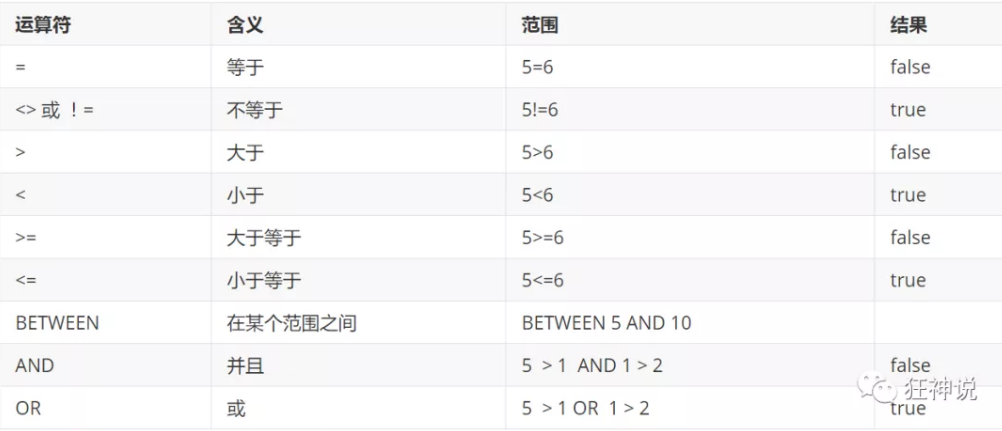 运算符 含义 范围 结果
= 等于 5=6 false
<> 或 ！= 不等于 5!=6 true
> 大于 5>6 false
< 小于 5<6 true
>= 大于等于 5>=6 false
<= 小于等于 5<=6 true
BETWEEN 在某个范围之间 BETWEEN 5 AND 10
AND 并且 5 > 1 AND 1 > 2 false
OR 或 5 > 1 OR 1 > 2 true
狂神说